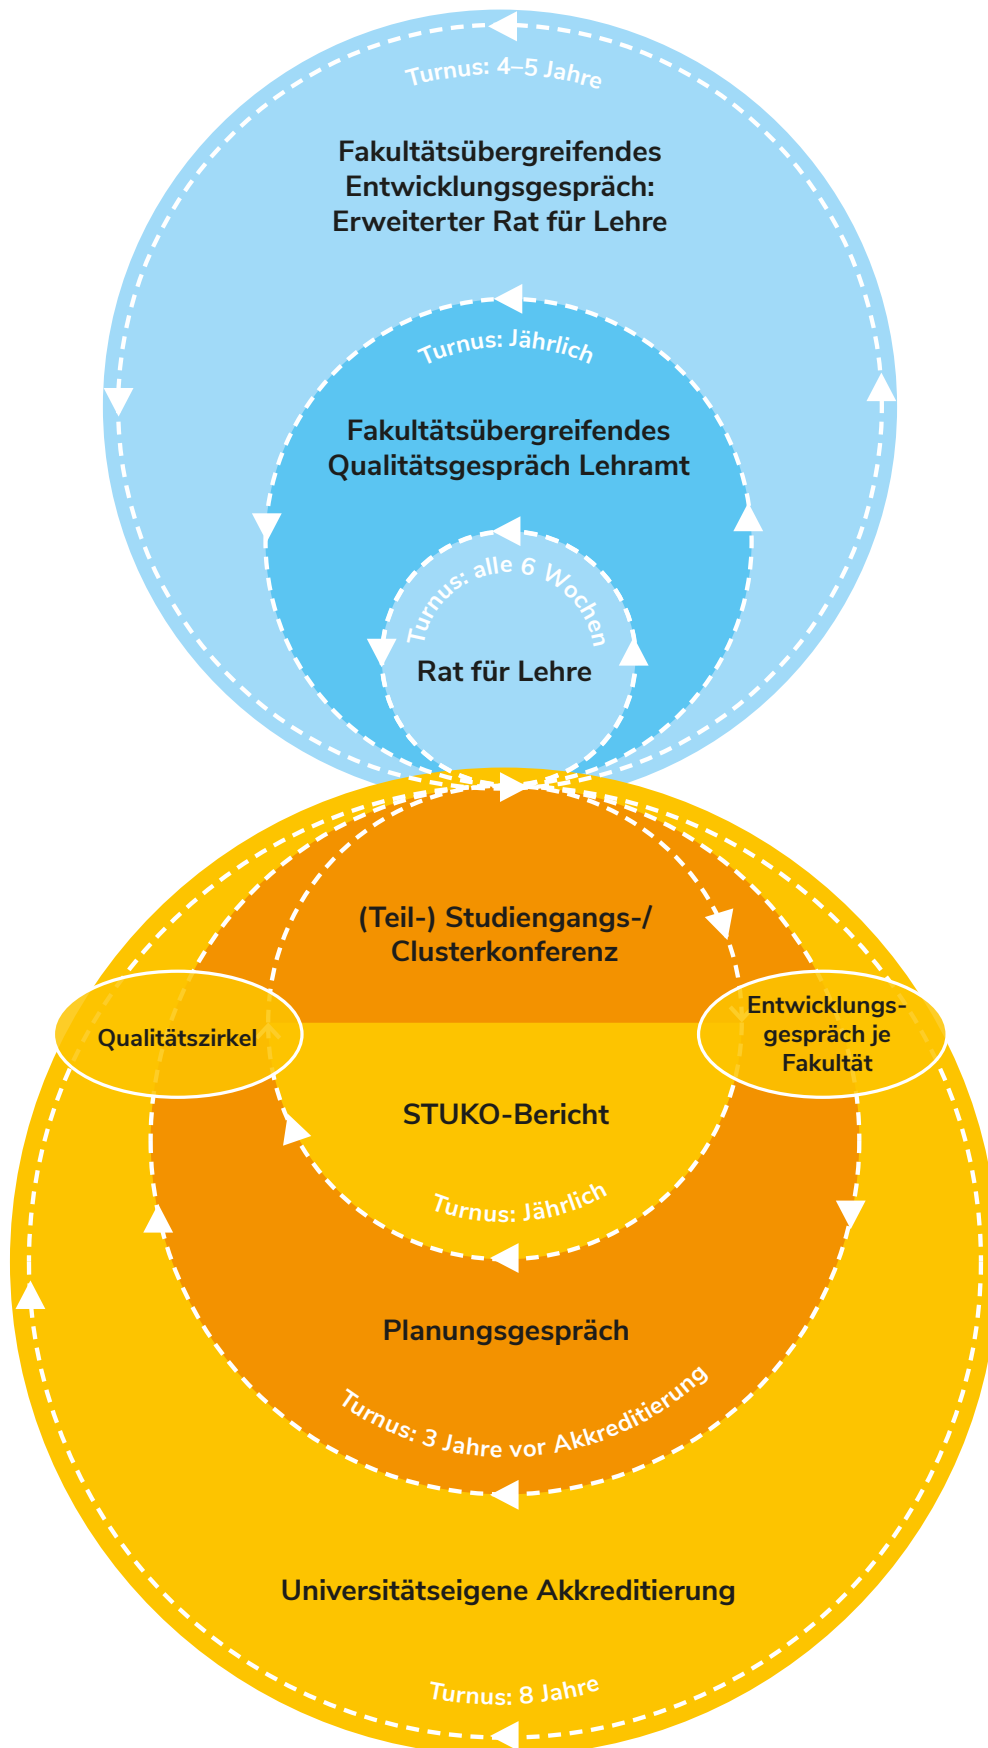 Turnus: 4–5 Jahre
Fakultätsübergreifendes
Entwicklungsgespräch:
Erweiterter Rat für Lehre
Turnus: Jährlich
Fakultätsübergreifendes
Qualitätsgespräch Lehramt
Turnus: alle 6 Wochen
Rat für Lehre
(Teil-) Studiengangs-/
Clusterkonferenz
Qualitätszirkel
Entwicklungs-
gespräch je
Fakultät
STUKO-Bericht
Turnus: Jährlich
Planungsgespräch
Turnus: 3 Jahre vor Akkreditierung
Universitätseigene Akkreditierung
Turnus: 8 Jahre